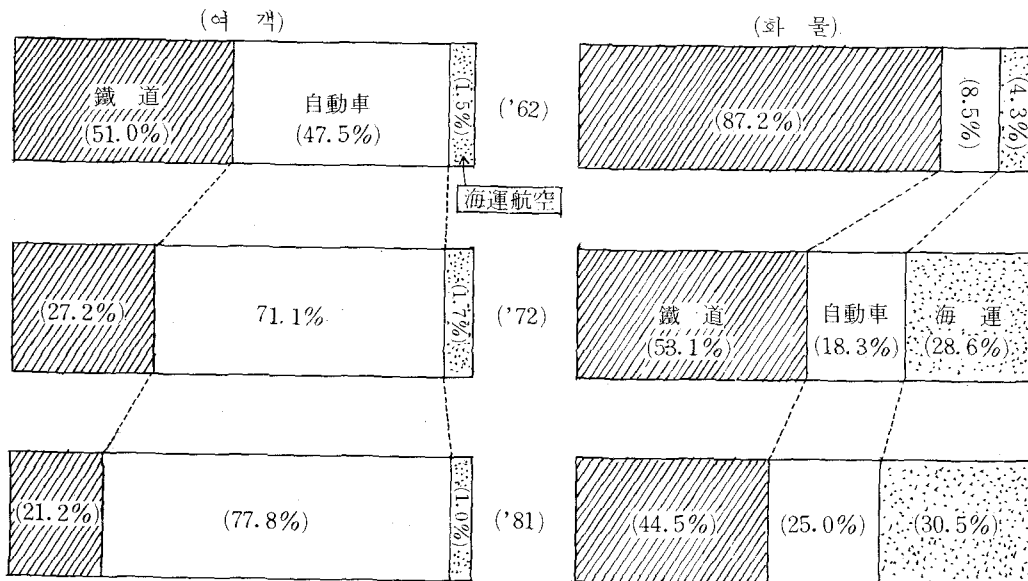 (여 객)
(화 물)
鐵 道
(51.0%)
自動車
(47.5%)
(1.5%)
('62)
(87.2%)
(8.5%)
(4.3%)
海運航空
(27.2%)
71.1%
(1.7%)
('72)
鐵 道
(53.1%)
自動車
(18.3%)
海 運
(28.6%)
(21.2%)
(77.8%)
(1.0%)
('81)
(44.5%)
(25.0%)
(30.5%)